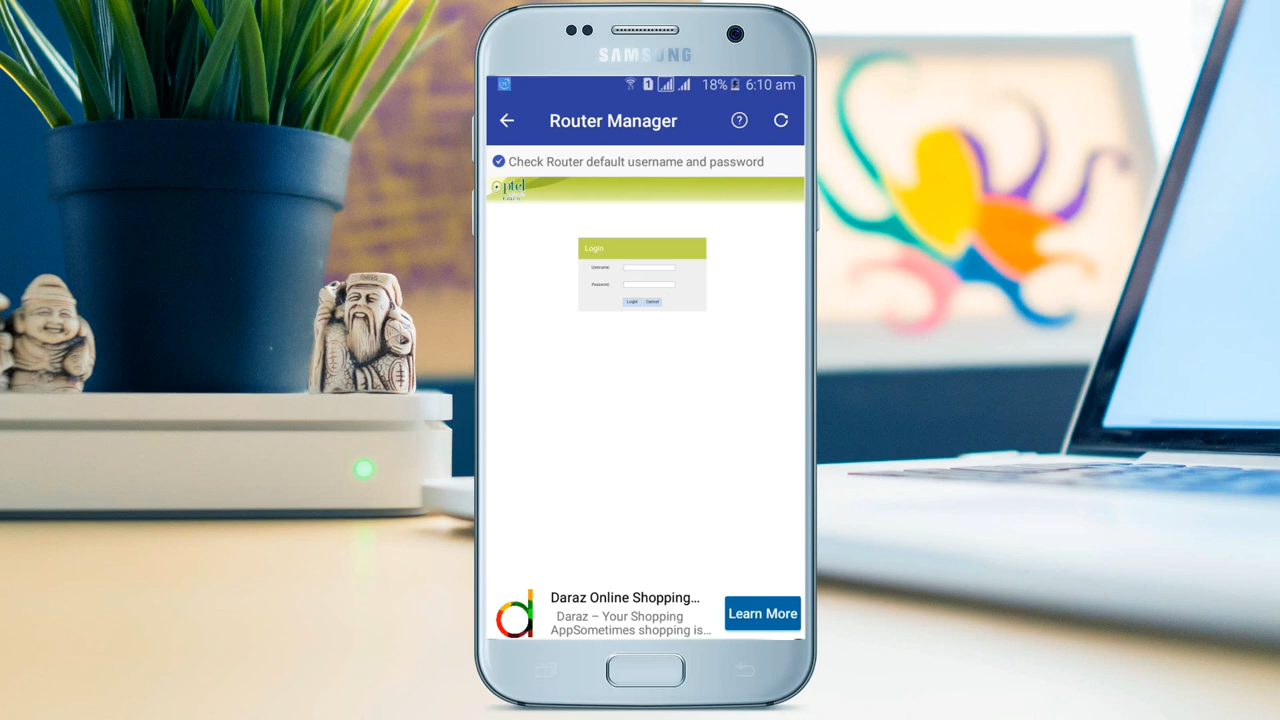 SAMSUNG
1 18% 6:10 am
Router Manager
Check Router default username and password
ptcl
Login
Username:
Password:
Login Cancel
Daraz Online Shopping...
Daraz – Your Shopping
AppSometimes shopping is...
Learn More